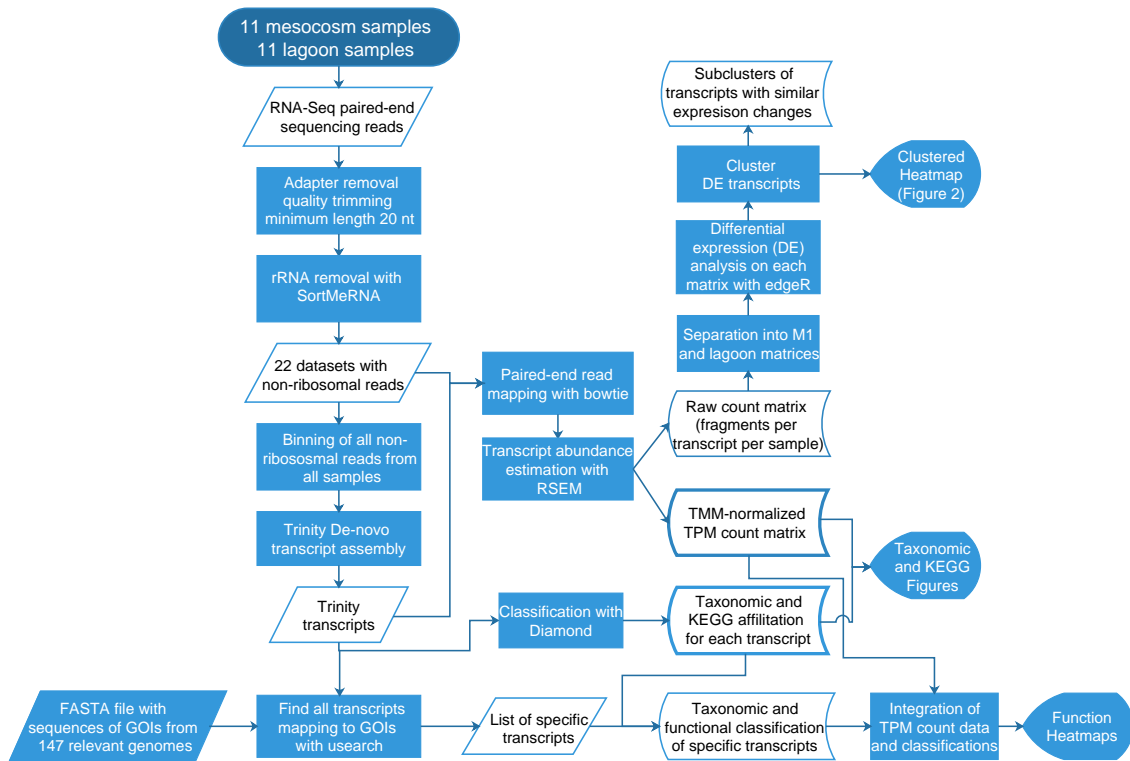 11 mesocosm samples
11 lagoon samples
RNA-Seq paired-end
sequencing reads
Adapter removal
quality trimming
minimum length 20 nt
rRNA removal with
SortMeRNA
22 datasets with
non-ribosomal reads
Binning of all non-
ribososmal reads from
all samples
Trinity De-novo
transcript assembly
Trinity
transcripts
FASTA file with
sequences of GOIs from
147 relevant genomes
Find all transcripts
mapping to GOIs
with usearch
List of specific
transcripts
Paired-end read
mapping with bowtie
Transcript abundance
estimation with
RSEM
Classification with
Diamond
Subclusters of
transcripts with similar
expresison changes
Cluster
DE transcripts
Clustered
Heatmap
(Figure 2)
Differential
expression (DE)
analysis on each
matrix with edgeR
Separation into M1
and lagoon matrices
Raw count matrix
(fragments per
transcript per sample)
TMM-normalized
TPM count matrix
Taxonomic
and KEGG
Figures
Taxonomic and
KEGG affilitation
for each transcript
Taxonomic and
functional classification
of specific transcripts
Integration of
TPM count data
and classifications
Function
Heatmaps